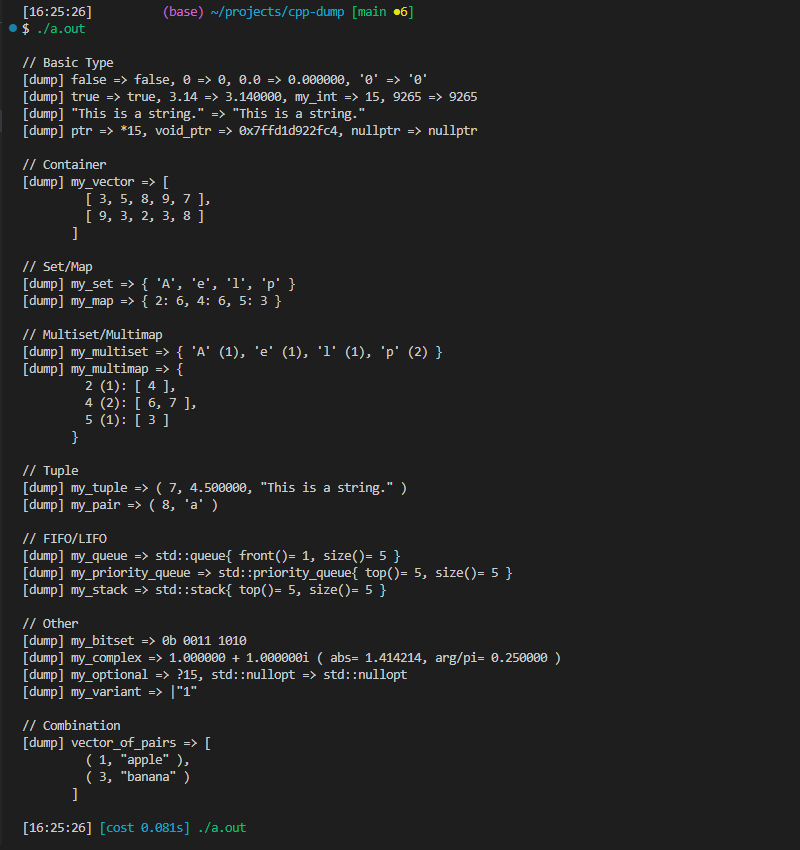 [16:25:26] (base) ~/projects/cpp-dump [main ●6]
$ ./a.out
// Basic Type
[dump] false => false, 0 => 0, 0.0 => 0.000000, '0' => '0'
[dump] true => true, 3.14 => 3.140000, my_int => 15, 9265 => 9265
[dump] "This is a string." => "This is a string."
[dump] ptr => *15, void_ptr => 0x7ffd1d922fc4, nullptr => nullptr
// Container
[dump] my_vector => [
[ 3, 5, 8, 9, 7 ],
[ 9, 3, 2, 3, 8 ]
]
// Set/Map
[dump] my_set => { 'A', 'e', 'l', 'p' }
[dump] my_map => { 2: 6, 4: 6, 5: 3 }
// Multiset/Multimap
[dump] my_multiset => { 'A' (1), 'e' (1), 'l' (1), 'p' (2) }
[dump] my_multimap => {
2 (1): [ 4 ],
4 (2): [ 6, 7 ],
5 (1): [ 3 ]
}
// Tuple
[dump] my_tuple => ( 7, 4.500000, "This is a string." )
[dump] my_pair => ( 8, 'a' )
// FIFO/LIFO
[dump] my_queue => std::queue{ front()= 1, size()= 5 }
[dump] my_priority_queue => std::priority_queue{ top()= 5, size()= 5 }
[dump] my_stack => std::stack{ top()= 5, size()= 5 }
// Other
[dump] my_bitset => 0b 0011 1010
[dump] my_complex => 1.000000 + 1.000000i ( abs= 1.414214, arg/pi= 0.250000 )
[dump] my_optional => ?15, std::nullopt => std::nullopt
[dump] my_variant => |"1"
// Combination
[dump] vector_of_pairs => [
( 1, "apple" ),
( 3, "banana" )
]
[16:25:26] [cost 0.081s] ./a.out